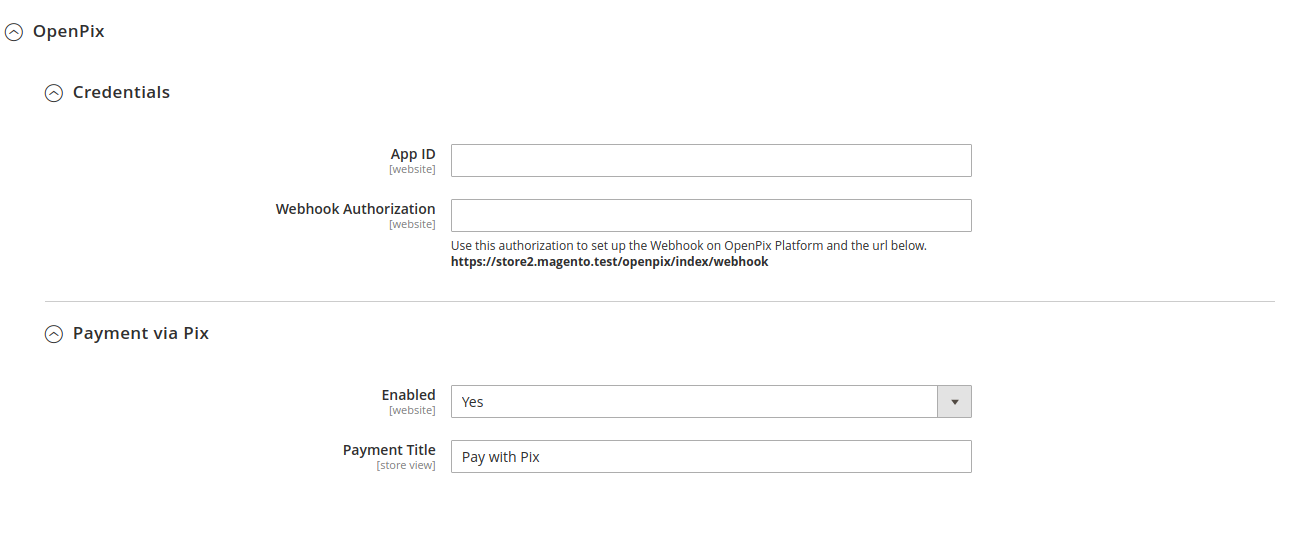 OpenPix
Credentials
App ID
[website]
Webhook Authorization
[website]
Use this authorization to set up the Webhook on OpenPix Platform and the url below.
https://store2.magento.test/openpix/index/webhook
Payment via Pix
Enabled
[website]
Yes
Payment Title
[store view]
Pay with Pix